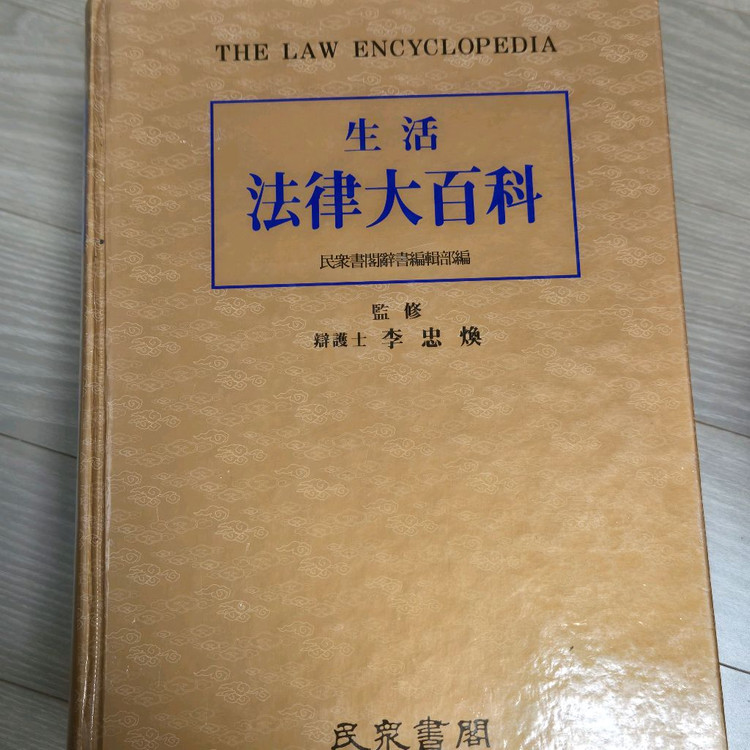 THE LAW ENCYCLOPEDIA
生活
法律大百科
民衆書閣辭書編輯部編
監修
辯護士 李忠煥
民衆書閣